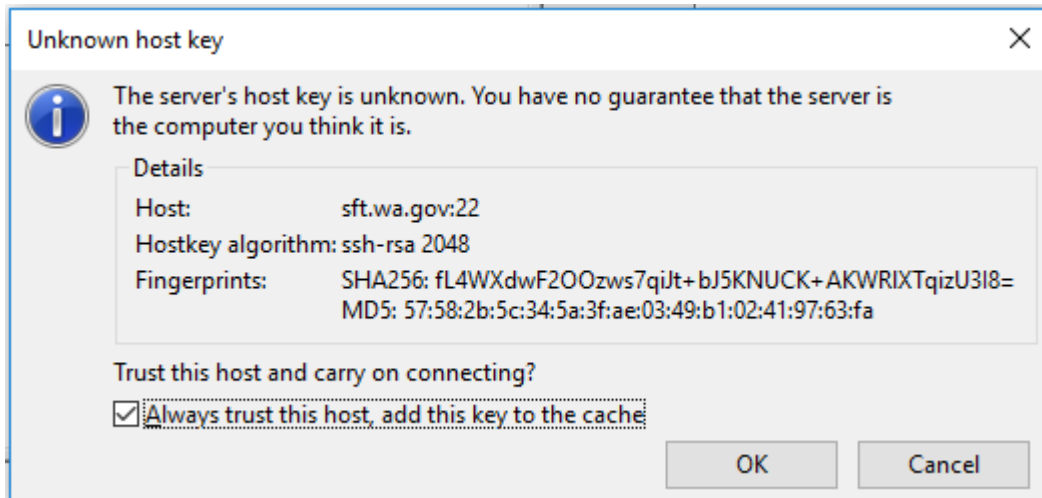 Unknown host key
The server's host key is unknown. You have no guarantee that the server is
the computer you think it is.
Details
Host: sft.wa.gov:22
Hostkey algorithm: ssh-rsa 2048
Fingerprints: SHA256: fL4WXdwF2OOzws7qiJt+bJ5KNUCK+AKWRlXTqizU3l8=
MD5: 57:58:2b:5c:34:5a:3f:ae:03:49:b1:02:41:97:63:fa
Trust this host and carry on connecting?
Always trust this host, add this key to the cache
OK Cancel